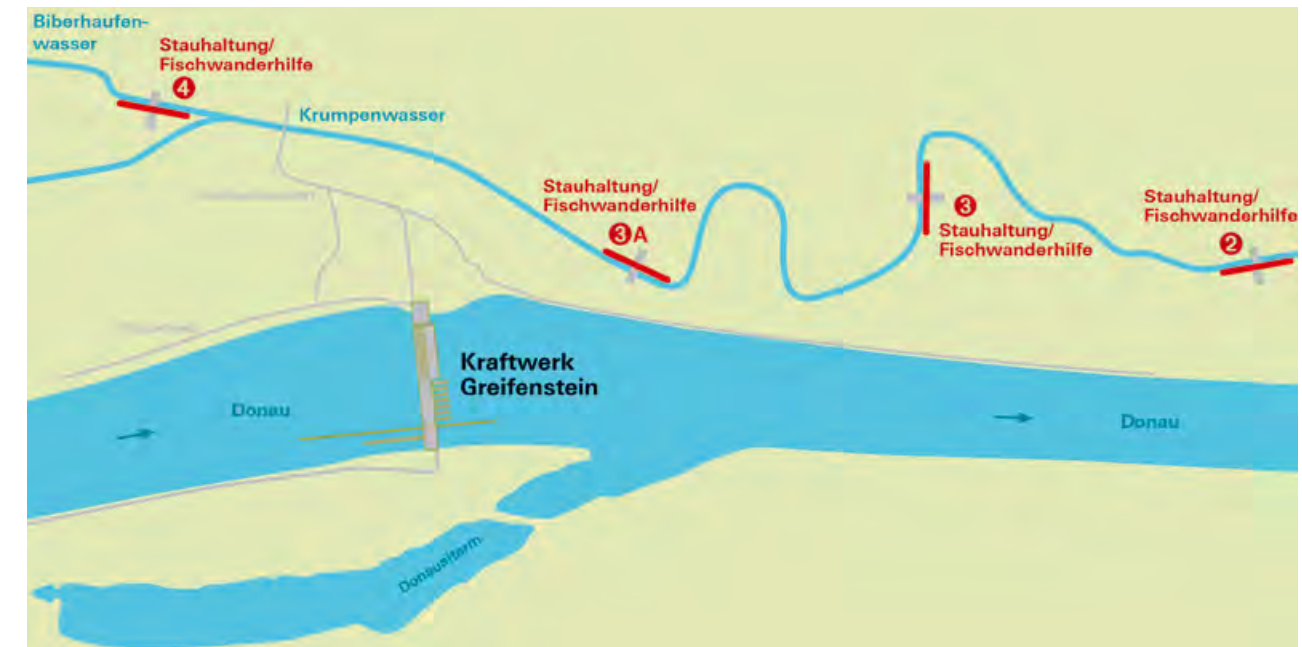 Biberhaufen-
wasser
Stauhaltung/
Fischwanderhilfe
4
Krumpenwasser
Stauhaltung/
Fischwanderhilfe
3A
3
Stauhaltung/
Fischwanderhilfe
Stauhaltung/
Fischwanderhilfe
2
Kraftwerk
Greifenstein
Donau
Donau
Donaualtarm